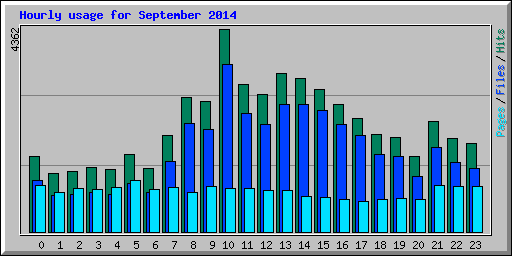 Hourly usage for September 2014
4362
Pages/Files/Hits
0 1 2 3 4 5 6 7 8 9 10 11 12 13 14 15 16 17 18 19 20 21 22 23